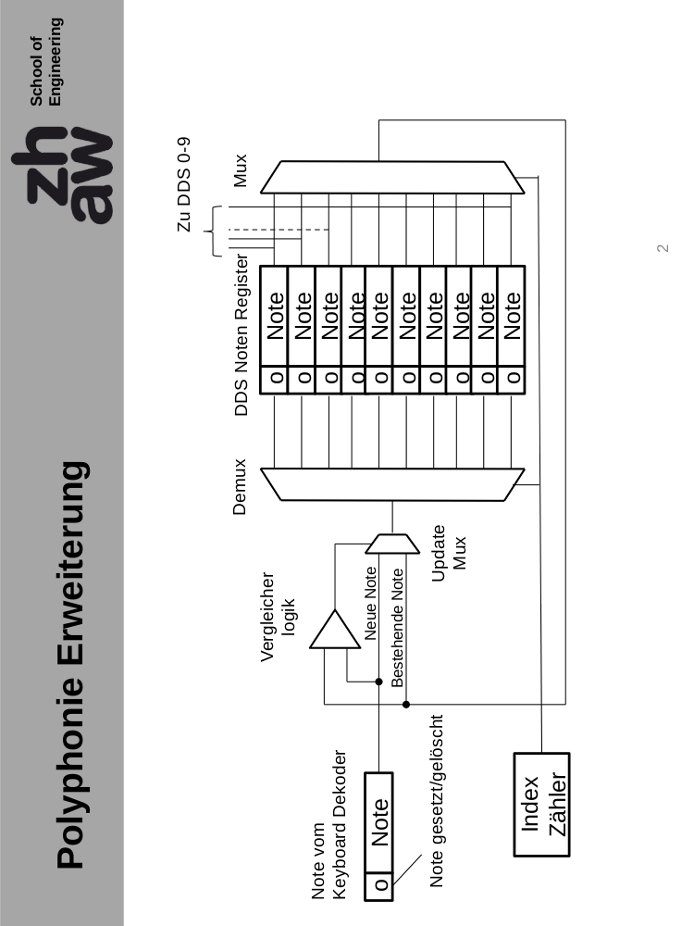 Polyphonie Erweiterung
zh
aw
School of
Engineering
Zu DDS 0-9
Mux
DDS Noten Register
o Note
o Note
o Note
o Note
o Note
o Note
o Note
o Note
o Note
o Note
Demux
Vergleicher
logik
Neue Note
Bestehende Note
Update
Mux
Note vom
Keyboard Dekoder
o Note
Note gesetzt/gelöscht
Index
Zähler
2